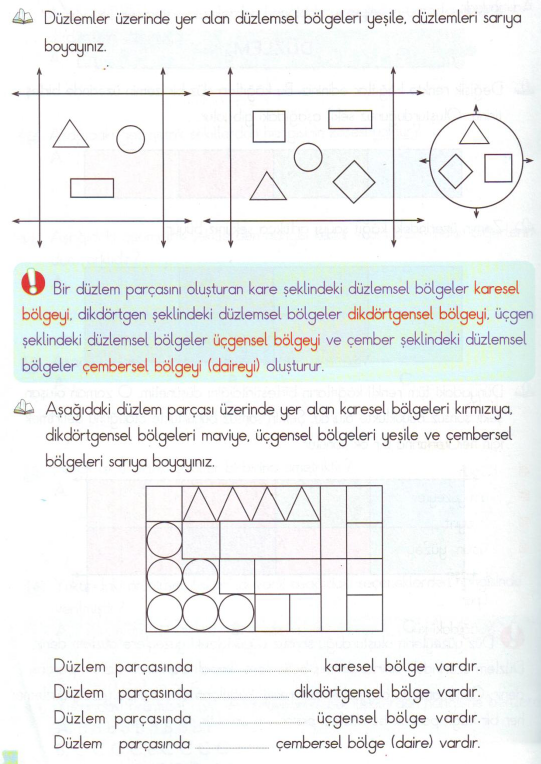 Düzlemler üzerinde yer alan düzlemsel bölgeleri yeşile, düzlemleri sarıya
boyayınız.
Bir düzlem parçasını oluşturan kare şeklindeki düzlemsel bölgeler karesel
bölgeyi, dikdörtgen şeklindeki düzlemsel bölgeler dikdörtgensel bölgeyi, üçgen
şeklindeki düzlemsel bölgeler üçgensel bölgeyi ve çember şeklindeki düzlemsel
bölgeler çembersel bölgeyi (daireyi) oluşturur.
Aşağıdaki düzlem parçası üzerinde yer alan karesel bölgeleri kırmızıya,
dikdörtgensel bölgeleri maviye, üçgensel bölgeleri yeşile ve çembersel
bölgeleri sarıya boyayınız.
Düzlem parçasında ........................ karesel bölge vardır.
Düzlem parçasında .................... dikdörtgensel bölge vardır.
Düzlem parçasında ........................ üçgensel bölge vardır.
Düzlem parçasında ................. çembersel bölge (daire) vardır.